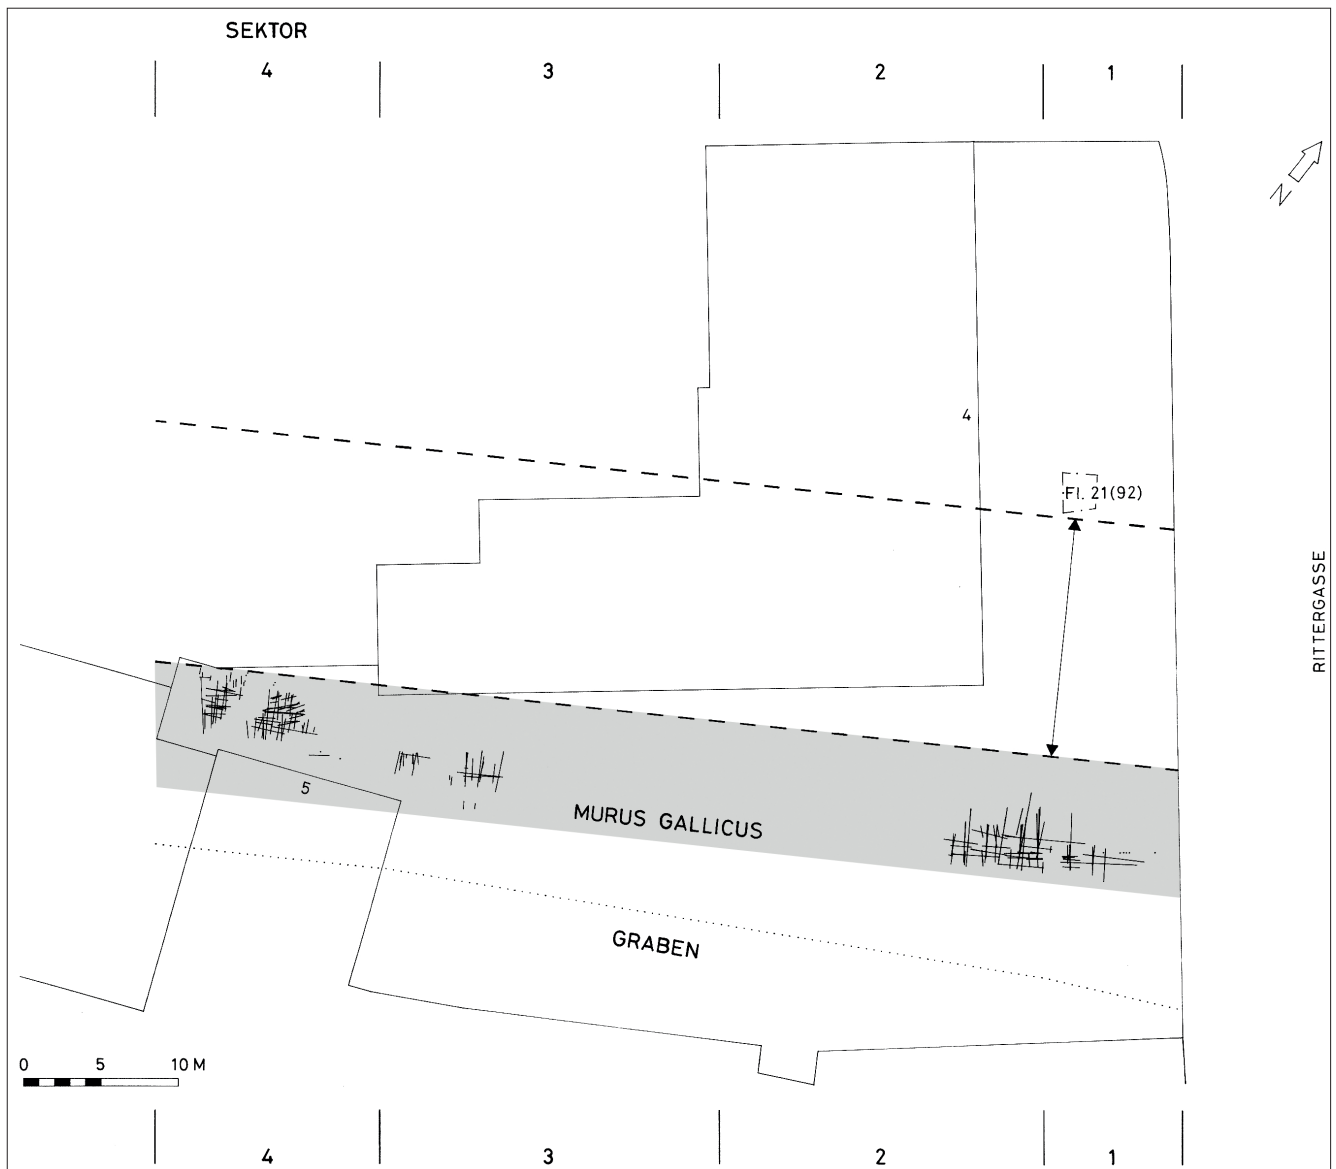 SEKTOR
4 3 2 1
N
4
Fl. 21(92)
RITTERGASSE
5
MURUS GALLICUS
GRABEN
0 5 10 M
4 3 2 1